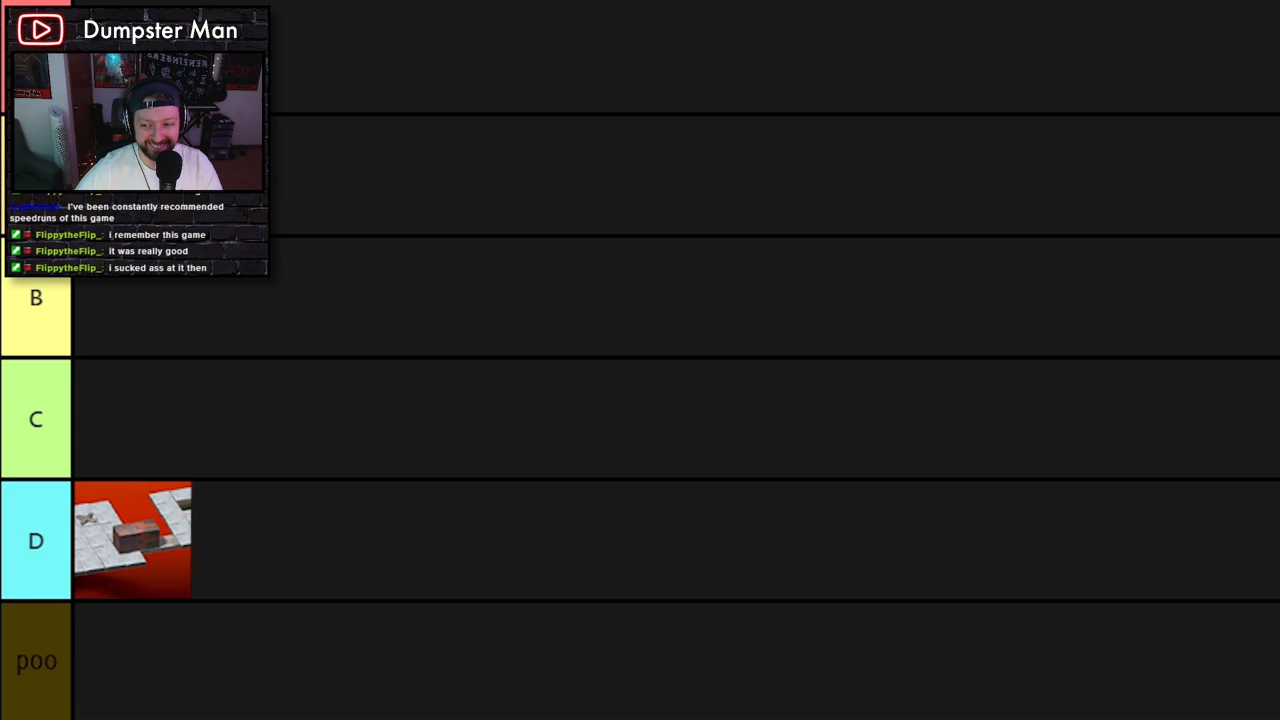 Dumpster Man
I've been constantly recommended
speedruns of this game
FlippytheFlip_: i remember this game
FlippytheFlip_: it was really good
FlippytheFlip_: i sucked ass at it then
B
C
D
poo